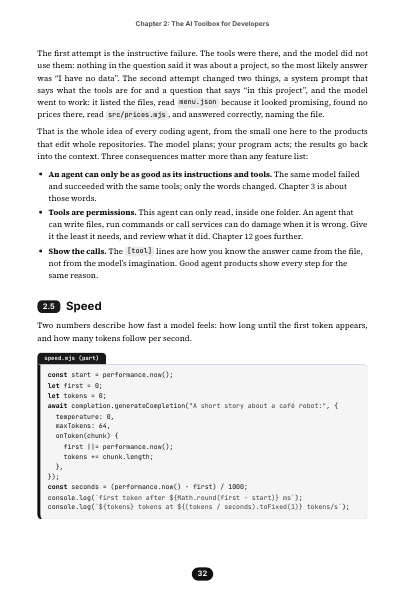 Chapter 2: The AI Toolbox for Developers
The first attempt is the instructive failure. The tools were there, and the model did not
use them: nothing in the question said it was about a project, so the most likely answer
was “I have no data”. The second attempt changed two things, a system prompt that
says what the tools are for and a question that says “in this project”, and the model
went to work: it listed the files, read menu.json because it looked promising, found no
prices there, read src/prices.mjs, and answered correctly, naming the file.
That is the whole idea of every coding agent, from the small one here to the products
that edit whole repositories. The model plans; your program acts; the results go back
into the context. Three consequences matter more than any feature list:
• An agent can only be as good as its instructions and tools. The same model failed
and succeeded with the same tools; only the words changed. Chapter 3 is about
those words.
• Tools are permissions. This agent can only read, inside one folder. An agent that
can write files, run commands or call services can do damage when it is wrong. Give
it the least it needs, and review what it did. Chapter 12 goes further.
• Show the calls. The [tool] lines are how you know the answer came from the file,
not from the model’s imagination. Good agent products show every step for the
same reason.
2.5 Speed
Two numbers describe how fast a model feels: how long until the first token appears,
and how many tokens follow per second.
speed.mjs (part)
const start = performance.now();
let first = 0;
let tokens = 0;
await completion.generateCompletion("A short story about a café robot:", {
  temperature: 0,
  maxTokens: 64,
  onToken(chunk) {
    first ||= performance.now();
    tokens += chunk.length;
  },
});
const seconds = (performance.now() - first) / 1000;
console.log(`first token after ${Math.round(first - start)} ms`);
console.log(`${tokens} tokens at ${(tokens / seconds).toFixed(1)} tokens/s`);
32